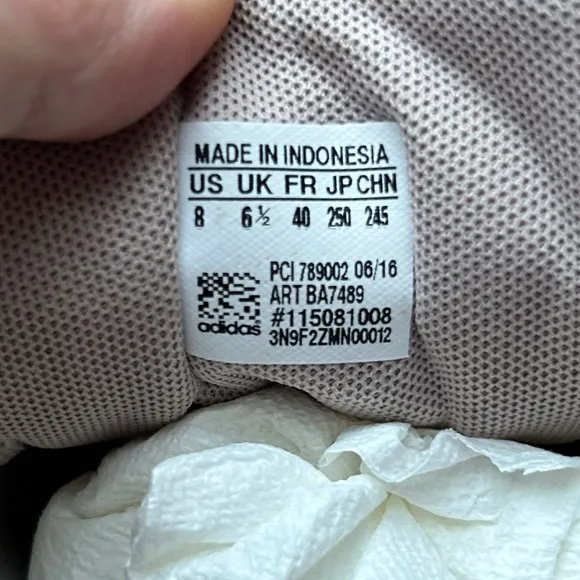 MADE IN INDONESIA
US UK FR JP CHN
8 6½ 40 250 245
PCI 789002 06/16
ART BA7489
#115081008
adidas 3N9F2ZMN00012